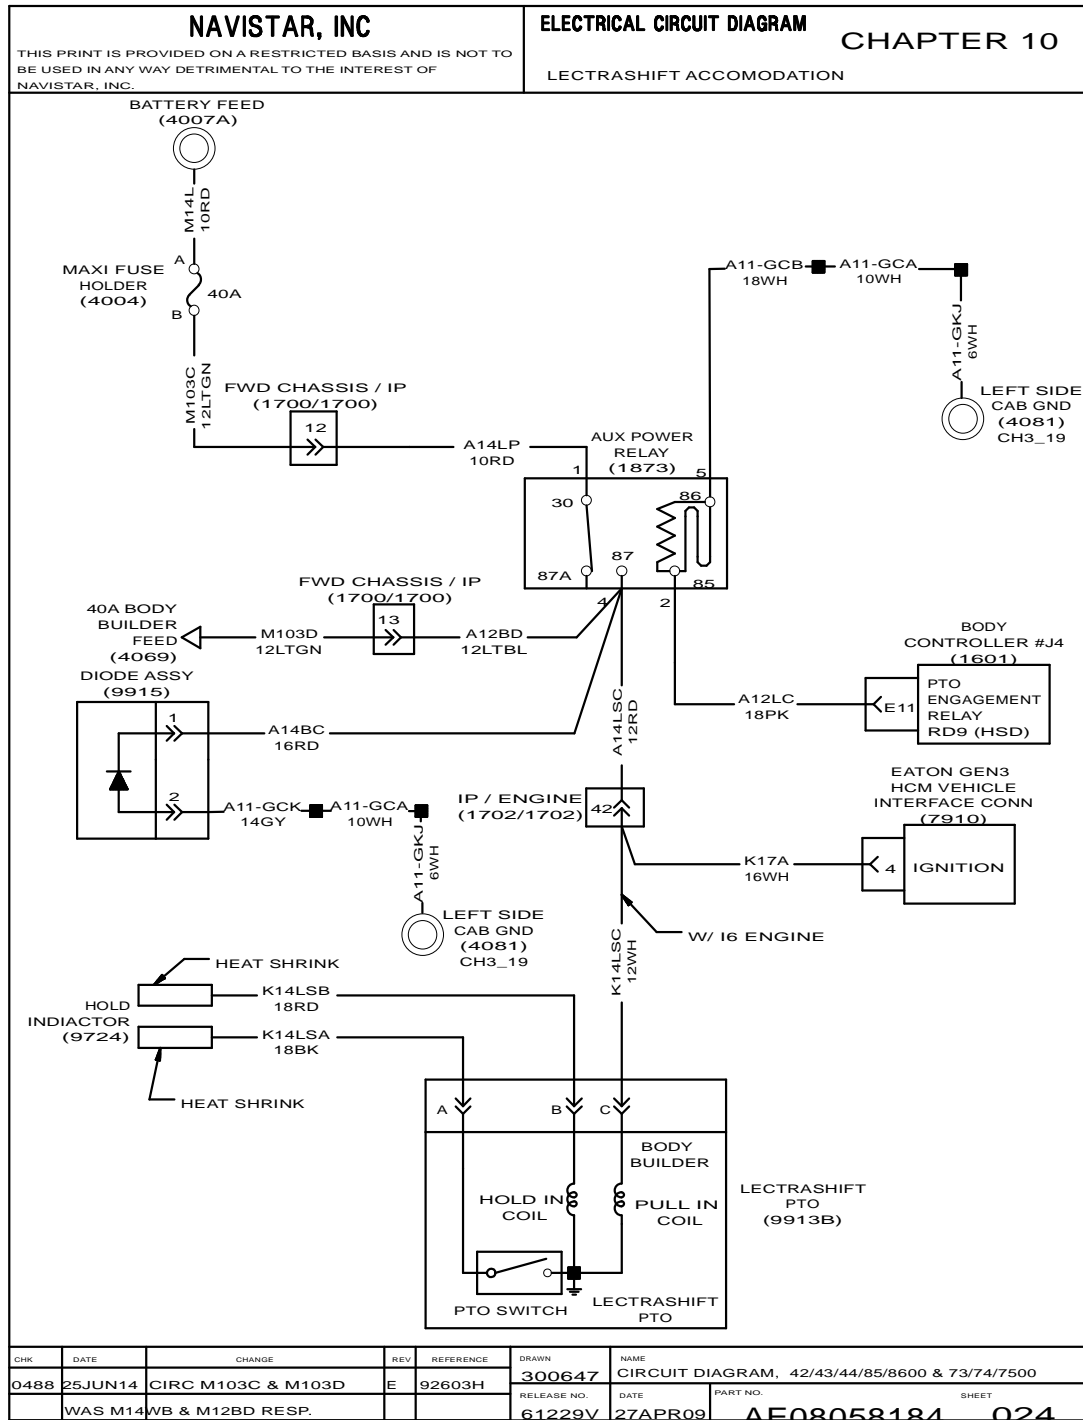 NAVISTAR, INC
THIS PRINT IS PROVIDED ON A RESTRICTED BASIS AND IS NOT TO
BE USED IN ANY WAY DETRIMENTAL TO THE INTEREST OF
NAVISTAR, INC.
ELECTRICAL CIRCUIT DIAGRAM
CHAPTER 10
LECTRASHIFT ACCOMODATION
BATTERY FEED
(4007A)
M14L
10RD
MAXI FUSE
HOLDER
(4004)
A
40A
B
M103C
12LTGN
FWD CHASSIS / IP
(1700/1700)
12
A14LP
10RD
A11-GCB
18WH
A11-GCA
10WH
A11-GKJ
6WH
LEFT SIDE
CAB GND
(4081)
CH3_19
AUX POWER
RELAY
(1873)
1
5
30
86
87A
87
85
4
2
FWD CHASSIS / IP
(1700/1700)
13
40A BODY
BUILDER
FEED
(4069)
M103D
12LTGN
A12BD
12LTBL
DIODE ASSY
(9915)
1
2
A14BC
16RD
A11-GCK
14GY
A11-GCA
10WH
A11-GKJ
6WH
LEFT SIDE
CAB GND
(4081)
CH3_19
A14LSC
12RD
A12LC
18PK
BODY
CONTROLLER #J4
(1601)
E11
PTO
ENGAGEMENT
RELAY
RD9 (HSD)
IP / ENGINE
(1702/1702)
42
EATON GEN3
HCM VEHICLE
INTERFACE CONN
(7910)
K17A
16WH
4
IGNITION
W/ I6 ENGINE
K14LSC
12WH
HEAT SHRINK
HOLD
INDIACTOR
(9724)
K14LSB
18RD
K14LSA
18BK
HEAT SHRINK
A
B
C
BODY
BUILDER
HOLD IN
COIL
PULL IN
COIL
LECTRASHIFT
PTO
(9913B)
PTO SWITCH
LECTRASHIFT
PTO
CHK DATE CHANGE REV REFERENCE
0488 25JUN14 CIRC M103C & M103D E 92603H
WAS M14WB & M12BD RESP.
DRAWN
300647
NAME
CIRCUIT DIAGRAM, 42/43/44/85/8600 & 73/74/7500
RELEASE NO.
61229V
DATE
27APR09
PART NO.
AE08058184
SHEET
024